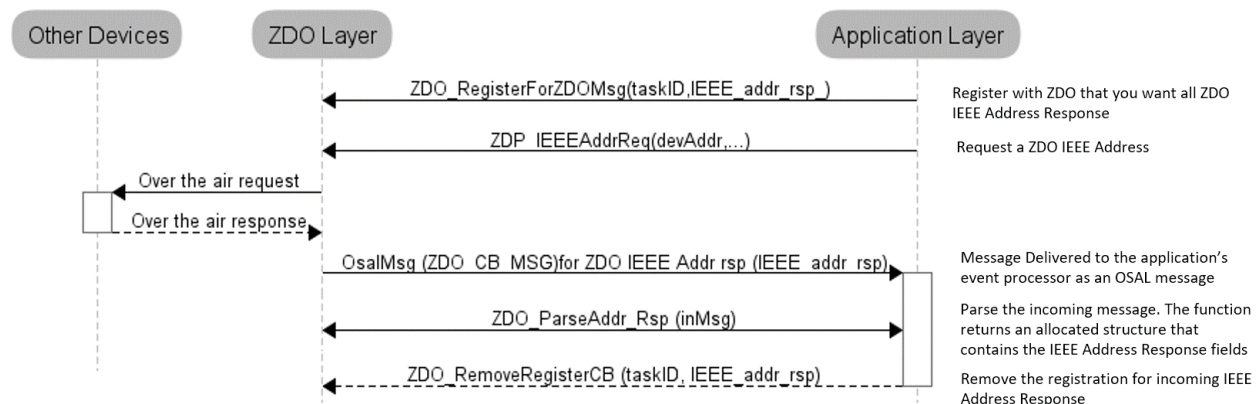 Other Devices
ZDO Layer
Application Layer
ZDO_RegisterForZDOMsg(taskID,IEEE_addr_rsp_)
Register with ZDO that you want all ZDO
IEEE Address Response
ZDP_IEEEAddrReq(devAddr,...)
Request a ZDO IEEE Address
Over the air request
Over the air response
OsalMsg (ZDO_CB_MSG)for ZDO IEEE Addr rsp (IEEE_addr_rsp)
Message Delivered to the application's
event processor as an OSAL message
ZDO_ParseAddr_Rsp (inMsg)
Parse the incoming message. The function
returns an allocated structure that
contains the IEEE Address Response fields
ZDO_RemoveRegisterCB (taskID, IEEE_addr_rsp)
Remove the registration for incoming IEEE
Address Response